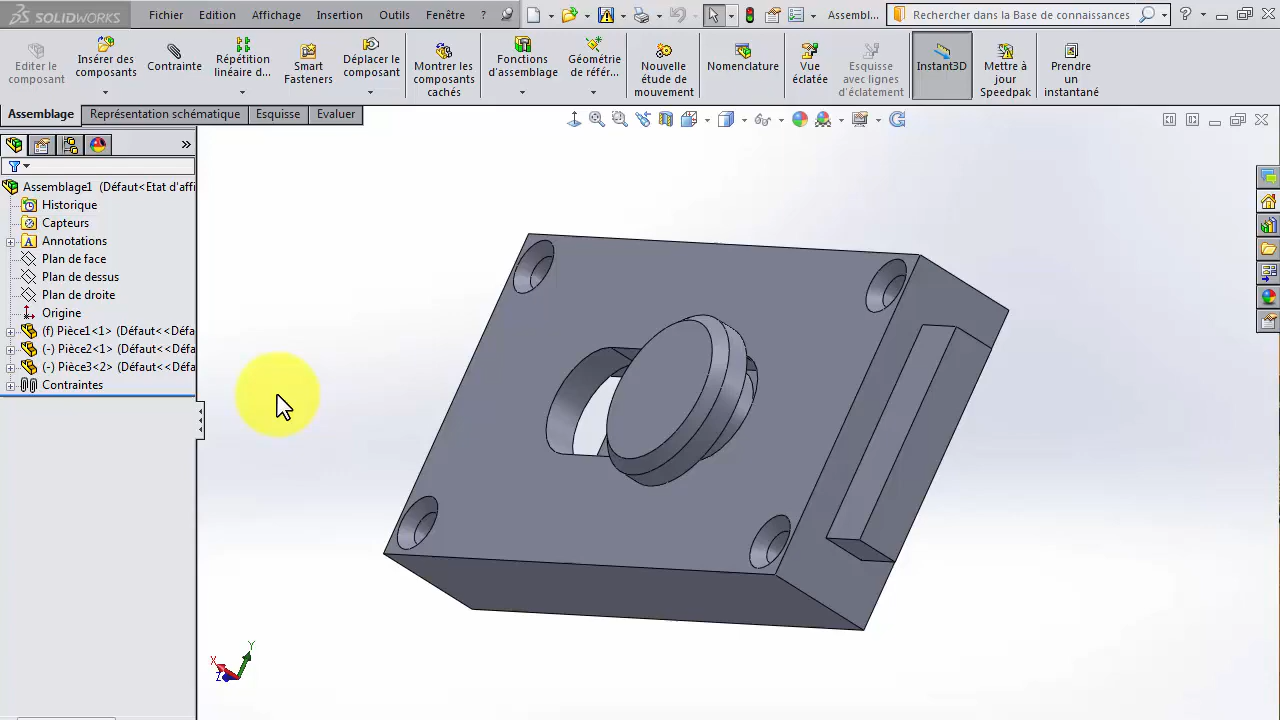 SOLIDWORKS Fichier Edition Affichage Insertion Outils Fenêtre ? Assembl... Rechercher dans la Base de connaissances ?
Editer le composant
Insérer des composants
Contrainte
Répétition linéaire d...
Smart Fasteners
Déplacer le composant
Montrer les composants cachés
Fonctions d'assemblage
Géométrie de référ...
Nouvelle étude de mouvement
Nomenclature
Vue éclatée
Esquisse avec lignes d'éclatement
Instant3D
Mettre à jour Speedpak
Prendre un instantané
Assemblage Représentation schématique Esquisse Evaluer
Assemblage1 (Défaut<Etat d'affi
Historique
Capteurs
A Annotations
Plan de face
Plan de dessus
Plan de droite
Origine
(f) Pièce1<1> (Défaut<<Défa
(-) Pièce2<1> (Défaut<<Défa
(-) Pièce3<2> (Défaut<<Défa
Contraintes
Y
X
Z